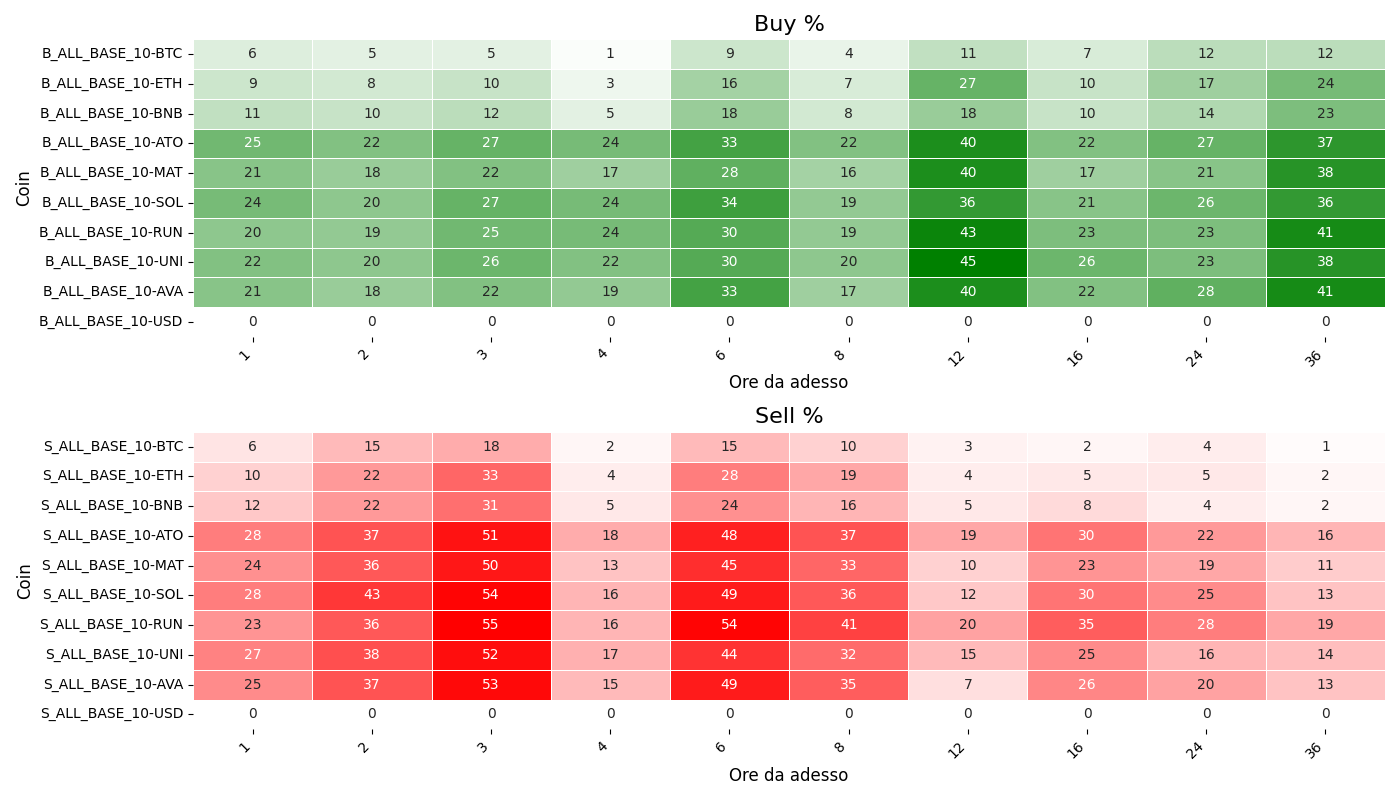 Buy %
Coin
B_ALL_BASE_10-BTC 6 5 5 1 9 4 11 7 12 12
B_ALL_BASE_10-ETH 9 8 10 3 16 7 27 10 17 24
B_ALL_BASE_10-BNB 11 10 12 5 18 8 18 10 14 23
B_ALL_BASE_10-ATO 25 22 27 24 33 22 40 22 27 37
B_ALL_BASE_10-MAT 21 18 22 17 28 16 40 17 21 38
B_ALL_BASE_10-SOL 24 20 27 24 34 19 36 21 26 36
B_ALL_BASE_10-RUN 20 19 25 24 30 19 43 23 23 41
B_ALL_BASE_10-UNI 22 20 26 22 30 20 45 26 23 38
B_ALL_BASE_10-AVA 21 18 22 19 33 17 40 22 28 41
B_ALL_BASE_10-USD 0 0 0 0 0 0 0 0 0 0
1 2 3 4 6 8 12 16 24 36
Ore da adesso
Sell %
Coin
S_ALL_BASE_10-BTC 6 15 18 2 15 10 3 2 4 1
S_ALL_BASE_10-ETH 10 22 33 4 28 19 4 5 5 2
S_ALL_BASE_10-BNB 12 22 31 5 24 16 5 8 4 2
S_ALL_BASE_10-ATO 28 37 51 18 48 37 19 30 22 16
S_ALL_BASE_10-MAT 24 36 50 13 45 33 10 23 19 11
S_ALL_BASE_10-SOL 28 43 54 16 49 36 12 30 25 13
S_ALL_BASE_10-RUN 23 36 55 16 54 41 20 35 28 19
S_ALL_BASE_10-UNI 27 38 52 17 44 32 15 25 16 14
S_ALL_BASE_10-AVA 25 37 53 15 49 35 7 26 20 13
S_ALL_BASE_10-USD 0 0 0 0 0 0 0 0 0 0
1 2 3 4 6 8 12 16 24 36
Ore da adesso